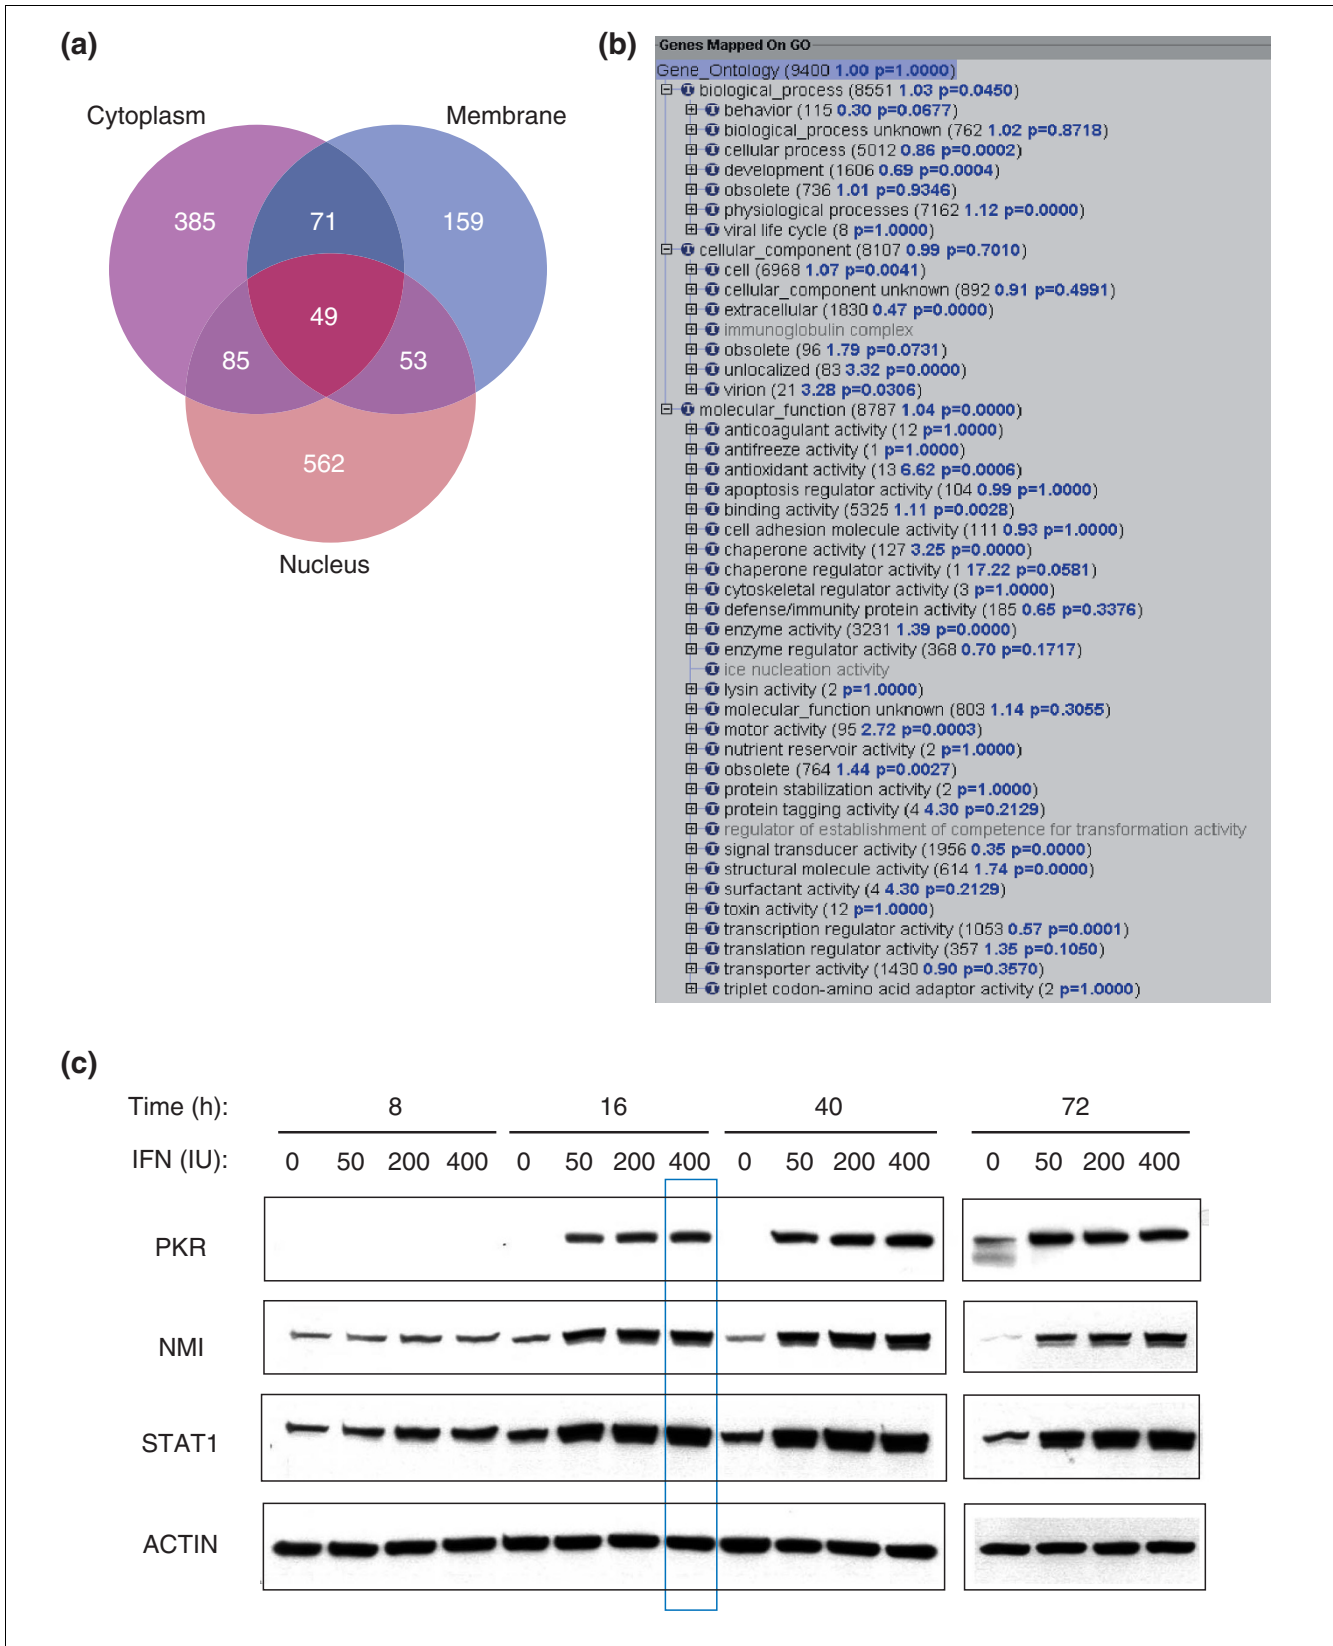 (a)
Cytoplasm
Membrane
385
71
159
49
85
53
562
Nucleus
(b)
Genes Mapped On GO
Gene_Ontology (9400 1.00 p=1.0000)
biological_process (8551 1.03 p=0.0450)
behavior (115 0.30 p=0.0677)
biological_process unknown (762 1.02 p=0.8718)
cellular process (5012 0.86 p=0.0002)
development (1606 0.69 p=0.0004)
obsolete (736 1.01 p=0.9346)
physiological processes (7162 1.12 p=0.0000)
viral life cycle (8 p=1.0000)
cellular_component (8107 0.99 p=0.7010)
cell (6968 1.07 p=0.0041)
cellular_component unknown (892 0.91 p=0.4991)
extracellular (1830 0.47 p=0.0000)
immunoglobulin complex
obsolete (96 1.79 p=0.0731)
unlocalized (83 3.32 p=0.0000)
virion (21 3.28 p=0.0306)
molecular_function (8787 1.04 p=0.0000)
anticoagulant activity (12 p=1.0000)
antifreeze activity (1 p=1.0000)
antioxidant activity (13 6.62 p=0.0006)
apoptosis regulator activity (104 0.99 p=1.0000)
binding activity (5325 1.11 p=0.0028)
cell adhesion molecule activity (111 0.93 p=1.0000)
chaperone activity (127 3.25 p=0.0000)
chaperone regulator activity (1 17.22 p=0.0581)
cytoskeletal regulator activity (3 p=1.0000)
defense/immunity protein activity (185 0.65 p=0.3376)
enzyme activity (3231 1.39 p=0.0000)
enzyme regulator activity (368 0.70 p=0.1717)
ice nucleation activity
lysin activity (2 p=1.0000)
molecular_function unknown (803 1.14 p=0.3055)
motor activity (95 2.72 p=0.0003)
nutrient reservoir activity (2 p=1.0000)
obsolete (764 1.44 p=0.0027)
protein stabilization activity (2 p=1.0000)
protein tagging activity (4 4.30 p=0.2129)
regulator of establishment of competence for transformation activity
signal transducer activity (1956 0.35 p=0.0000)
structural molecule activity (614 1.74 p=0.0000)
surfactant activity (4 4.30 p=0.2129)
toxin activity (12 p=1.0000)
transcription regulator activity (1053 0.57 p=0.0001)
translation regulator activity (357 1.35 p=0.1050)
transporter activity (1430 0.90 p=0.3570)
triplet codon-amino acid adaptor activity (2 p=1.0000)
(c)
Time (h): 8 16 40 72
IFN (IU): 0 50 200 400 0 50 200 400 0 50 200 400 0 50 200 400
PKR
NMI
STAT1
ACTIN